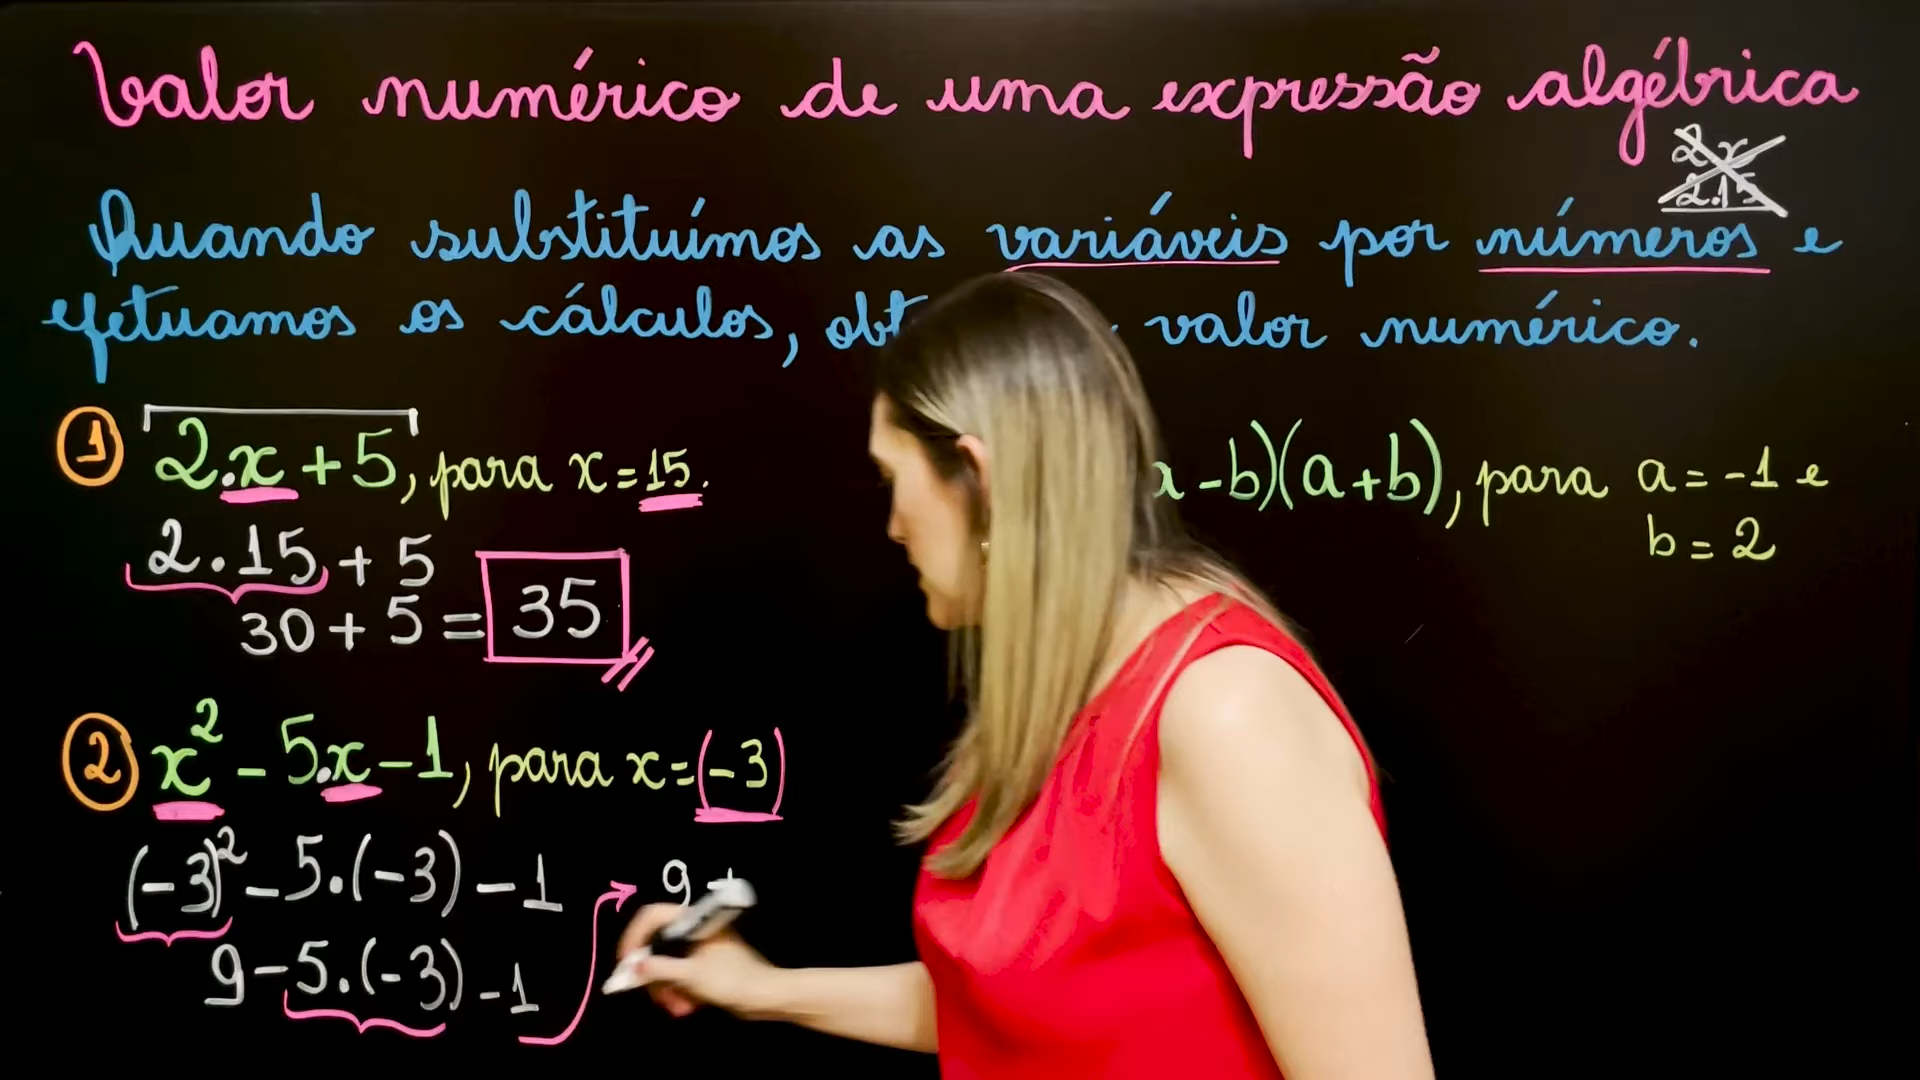 Valor numérico de uma expressão algébrica
2x
2.15
Quando substituímos as variáveis por números e
efetuamos os cálculos, valor numérico.
1 2.x+5, para x=15.
2.15+5
30+5=35
2 x²-5.x-1, para x=(-3)
(-3)²-5.(-3)-1
9-5.(-3)-1
9+
-b)(a+b), para a=-1 e
b=2